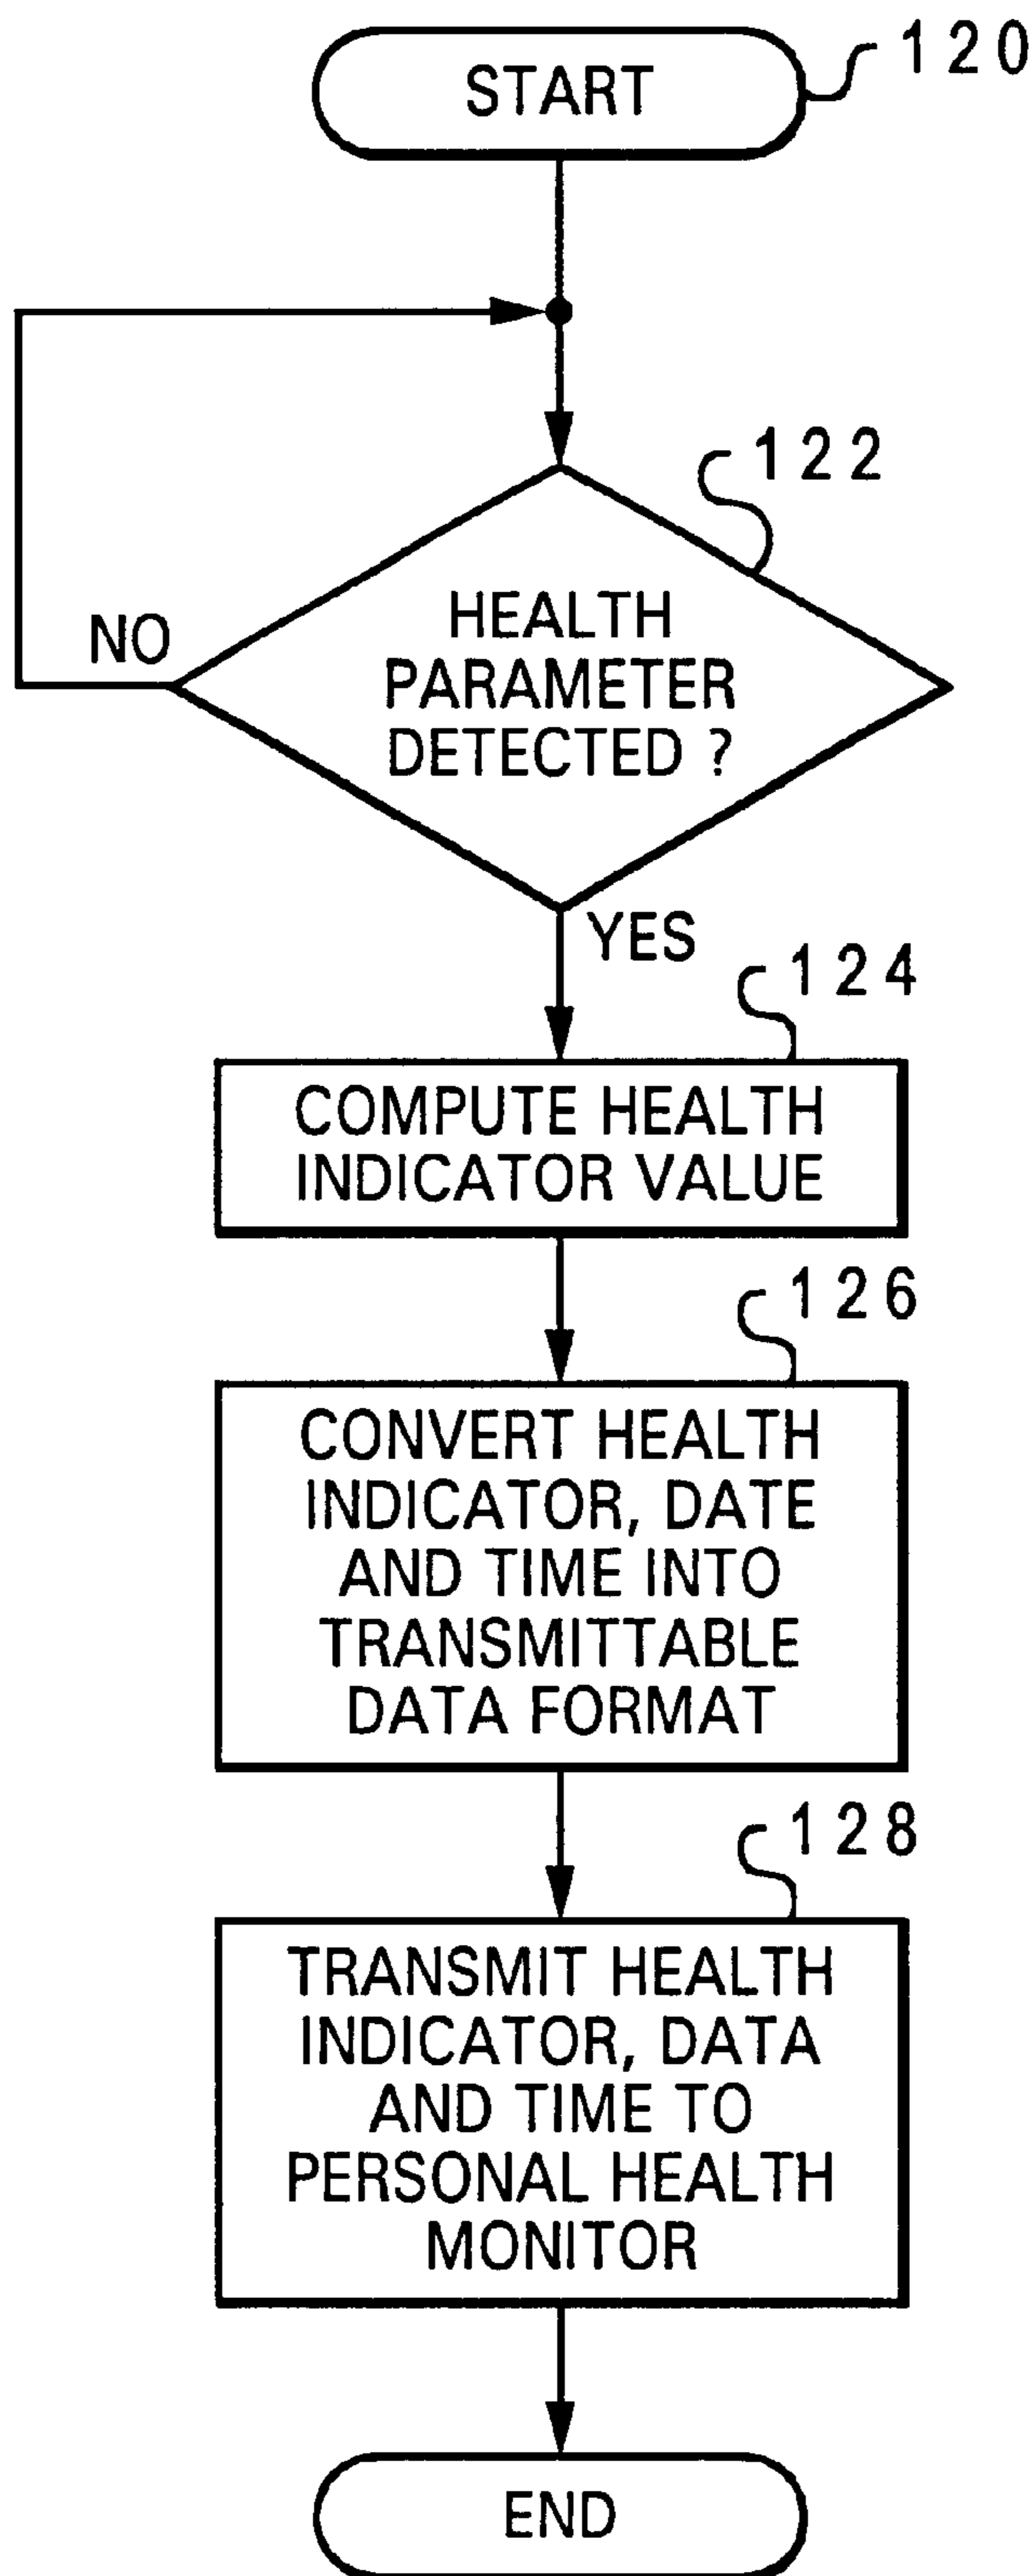 START
120
122
HEALTH
PARAMETER
DETECTED ?
NO
YES
124
COMPUTE HEALTH
INDICATOR VALUE
126
CONVERT HEALTH
INDICATOR, DATE
AND TIME INTO
TRANSMITTABLE
DATA FORMAT
128
TRANSMIT HEALTH
INDICATOR, DATA
AND TIME TO
PERSONAL HEALTH
MONITOR
END